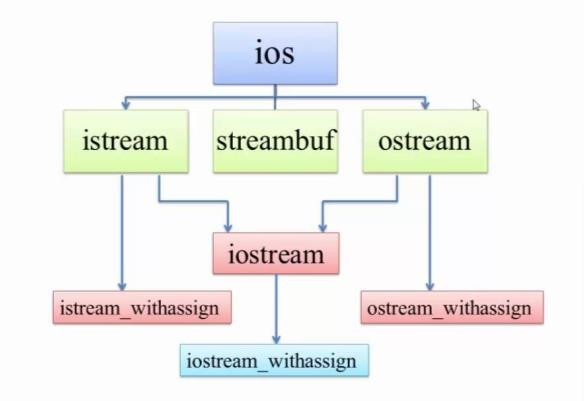 ios
istream
streambuf
ostream
iostream
istream_withassign
ostream_withassign
iostream_withassign